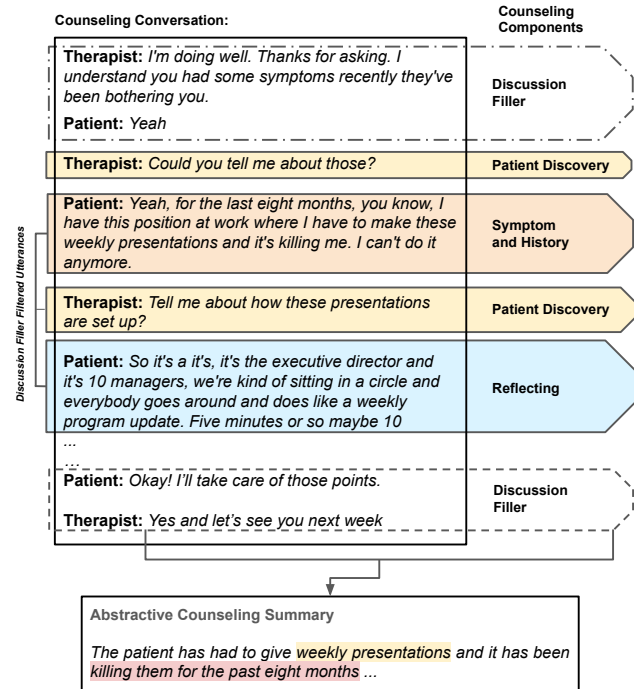 Counseling Conversation:
Counseling
Components
Therapist: I'm doing well. Thanks for asking. I
understand you had some symptoms recently they've
been bothering you.
Patient: Yeah
Discussion
Filler
Therapist: Could you tell me about those?
Patient Discovery
Patient: Yeah, for the last eight months, you know, I
have this position at work where I have to make these
weekly presentations and it's killing me. I can't do it
anymore.
Symptom
and History
Discussion Filler Filtered Utterances
Therapist: Tell me about how these presentations
are set up?
Patient Discovery
Patient: So it's a it's, it's the executive director and
it's 10 managers, we're kind of sitting in a circle and
everybody goes around and does like a weekly
program update. Five minutes or so maybe 10
Reflecting
...
...
Patient: Okay! I'll take care of those points.
Therapist: Yes and let's see you next week
Discussion
Filler
Abstractive Counseling Summary
The patient has had to give weekly presentations and it has been
killing them for the past eight months ...